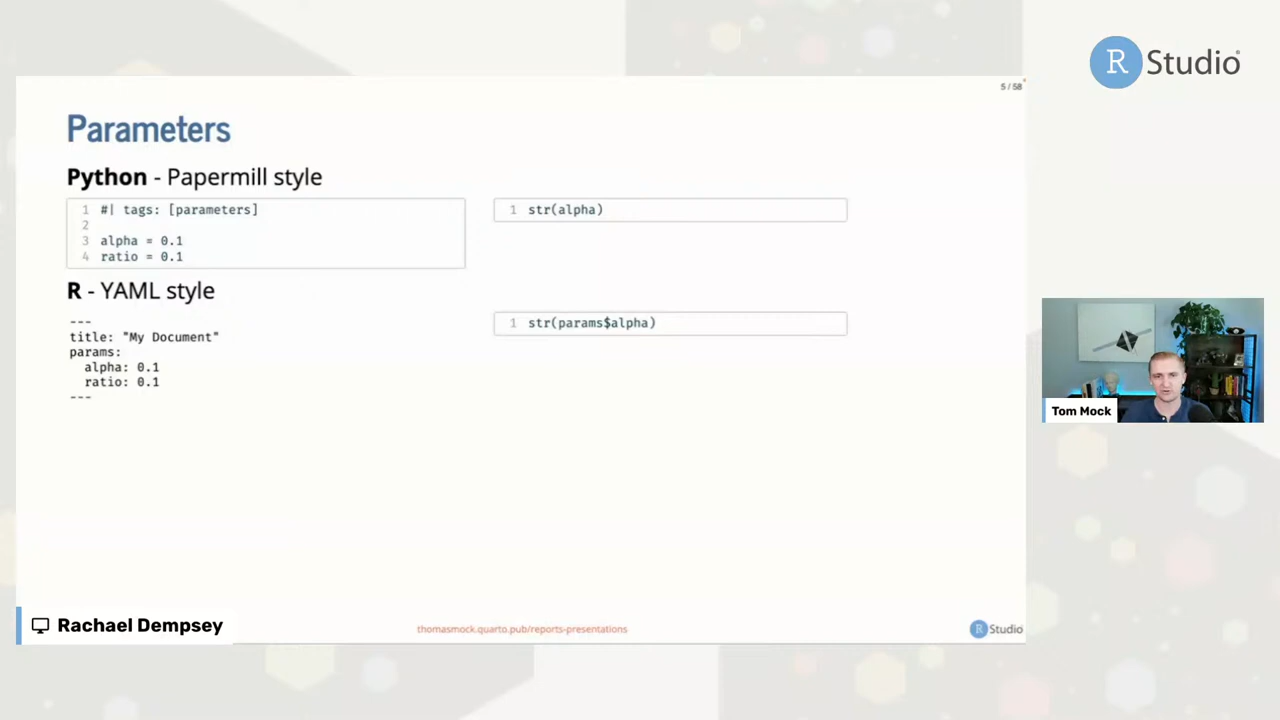 R Studio
5 / 58
Parameters
Python - Papermill style
1 #| tags: [parameters]
2
3 alpha = 0.1
4 ratio = 0.1
1 str(alpha)
R - YAML style
---
title: "My Document"
params:
alpha: 0.1
ratio: 0.1
---
1 str(params$alpha)
Tom Mock
Rachael Dempsey
thomasmock.quarto.pub/reports-presentations
R Studio